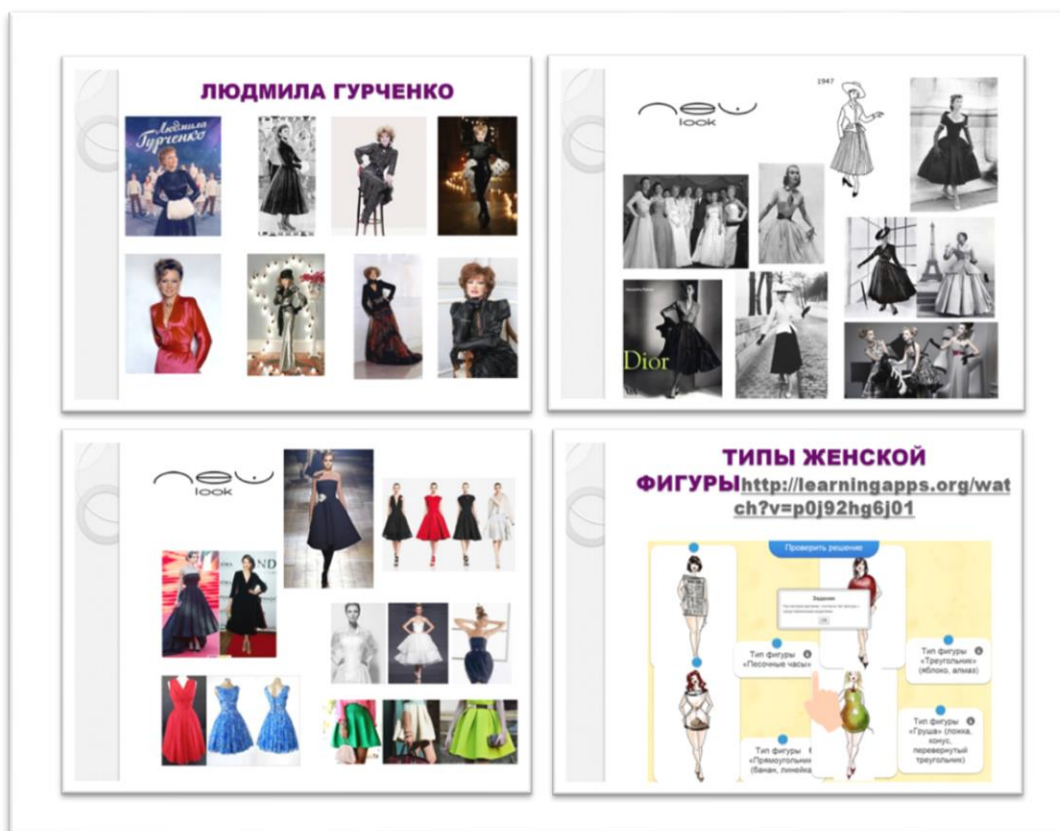 ЛЮДМИЛА ГУРЧЕНКО
Людмила
Гурченко
new
look
1947
Dior
new
look
ТИПЫ ЖЕНСКОЙ
ФИГУРЫhttp://learningapps.org/wat
ch?v=p0j92hg6j01
Проверить решение
Задание
Тип фигуры
«Песочные часы»
Тип фигуры
«Треугольник»
(яблоко, алмаз)
Тип фигуры
«Прямоугольник
(банан, линейка
Тип фигуры
«Груша» (ложка,
конус,
перевернутый
треугольник)